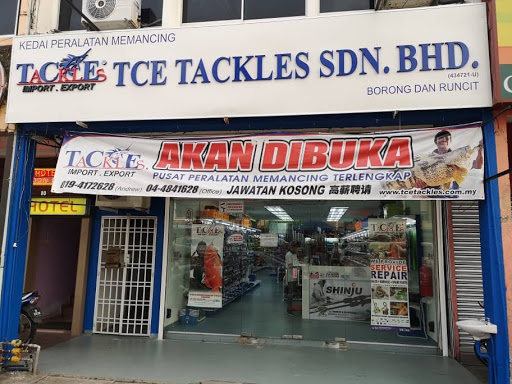 KEDAI PERALATAN MEMANCING
TACKLES
IMPORT . EXPORT
TCE TACKLES SDN. BHD.
(434721-U)
BORONG DAN RUNCIT
TACKLES
IMPORT . EXPORT
AKAN DIBUKA
PUSAT PERALATAN MEMANCING TERLENGKAP
019-4172628 (Andrew) 04-4841628 (Office) JAWATAN KOSONG 高薪聘请
www.tcetackles.com.my
HOTEL
HOTEL
SHINJU
SERVICE
REPAIR